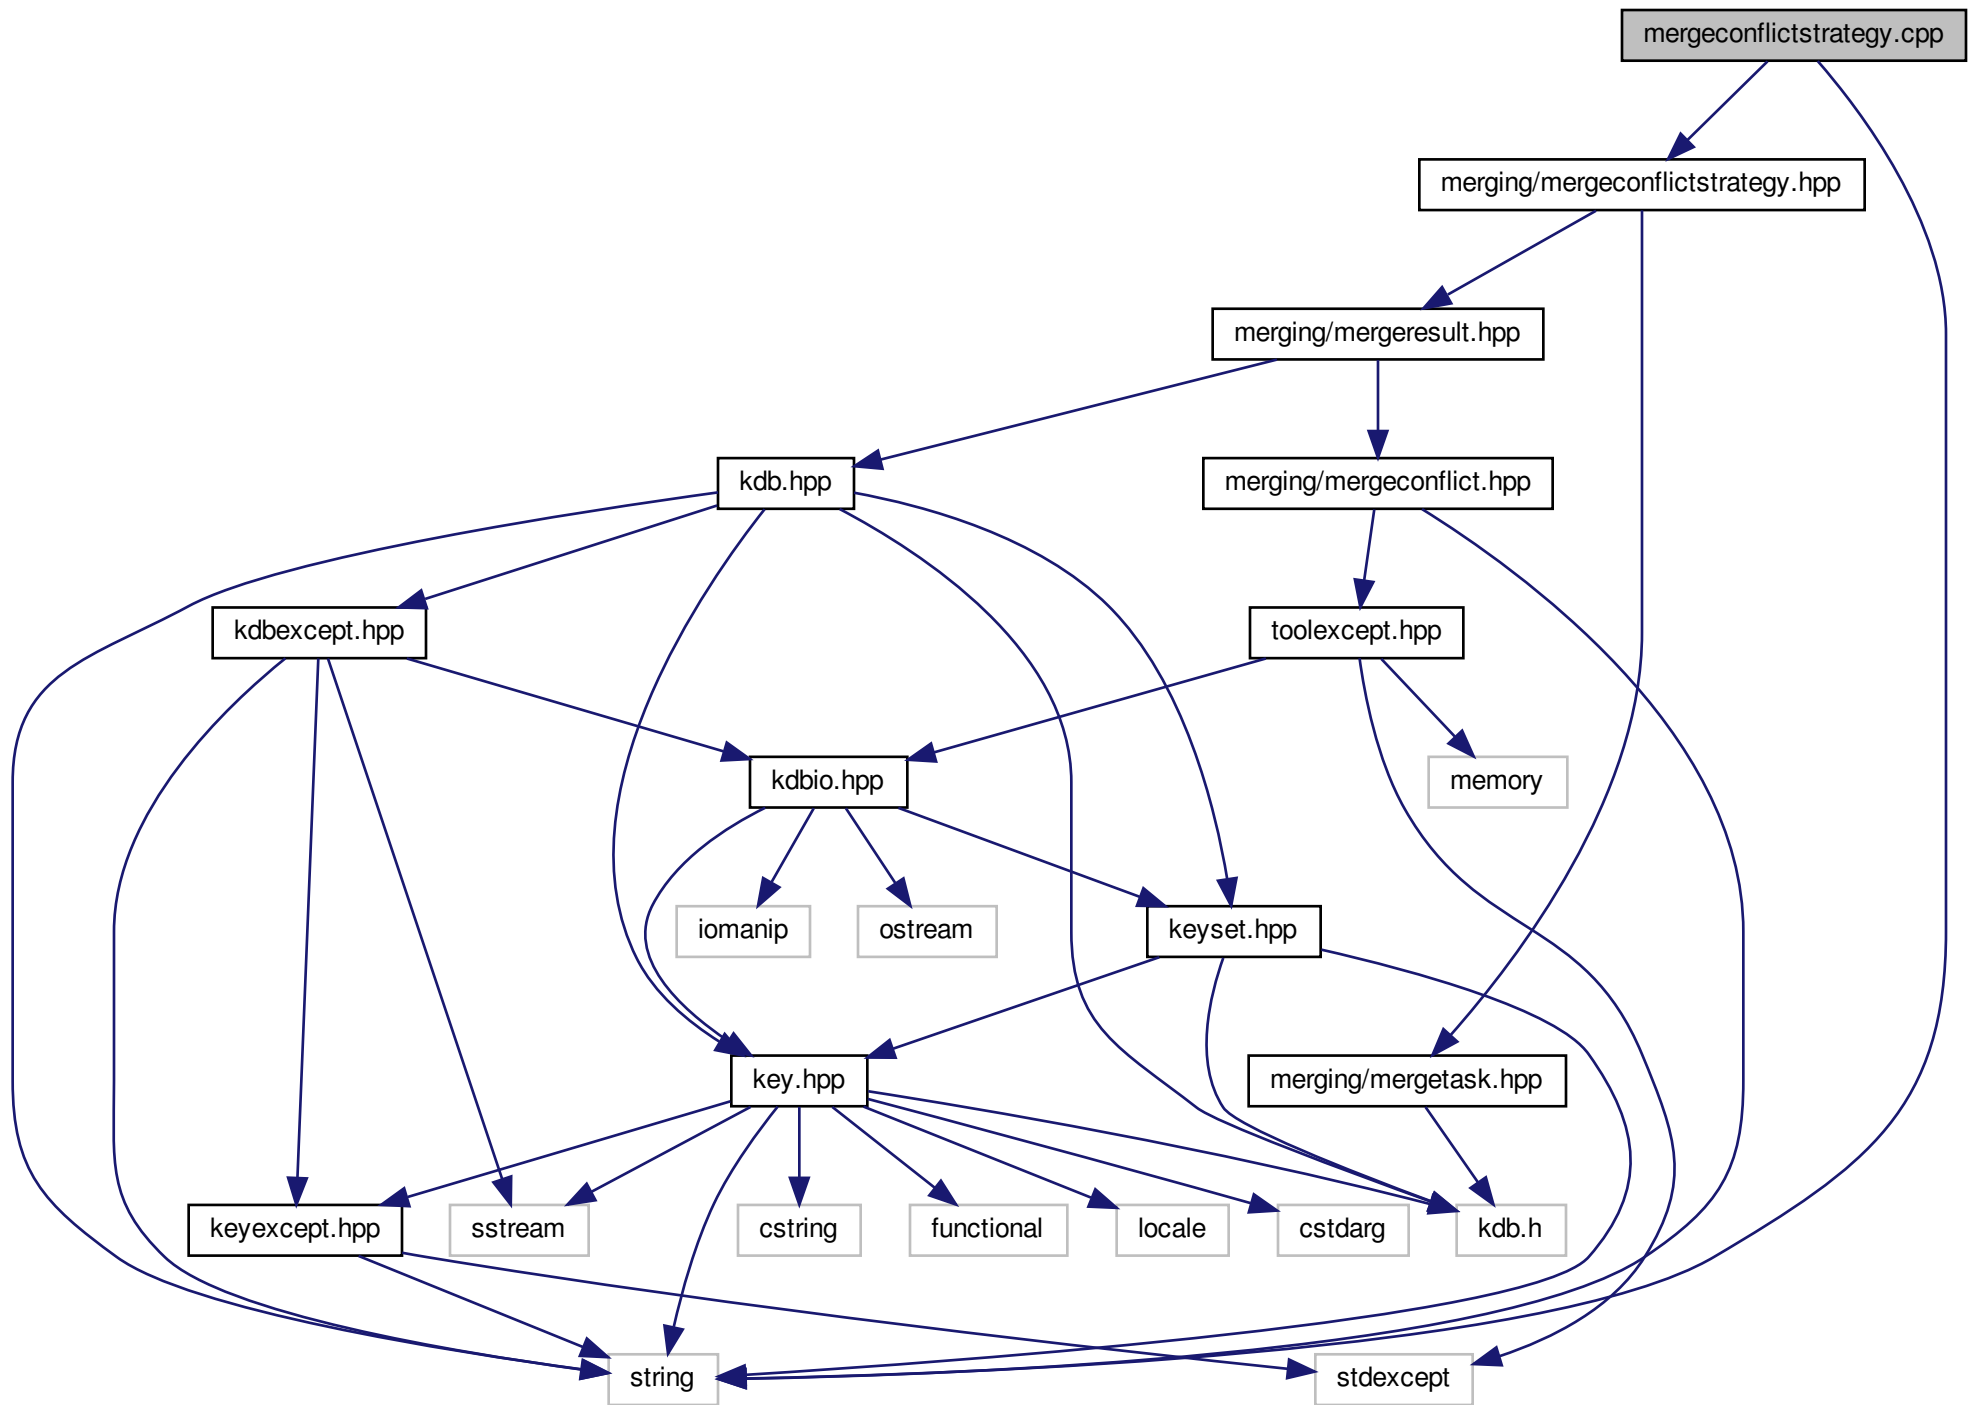 mergeconflictstrategy.cpp
merging/mergeconflictstrategy.hpp
merging/mergeresult.hpp
kdb.hpp
merging/mergeconflict.hpp
kdbexcept.hpp
toolexcept.hpp
kdbio.hpp
memory
iomanip
ostream
keyset.hpp
key.hpp
merging/mergetask.hpp
keyexcept.hpp
sstream
cstring
functional
locale
cstdarg
kdb.h
string
stdexcept